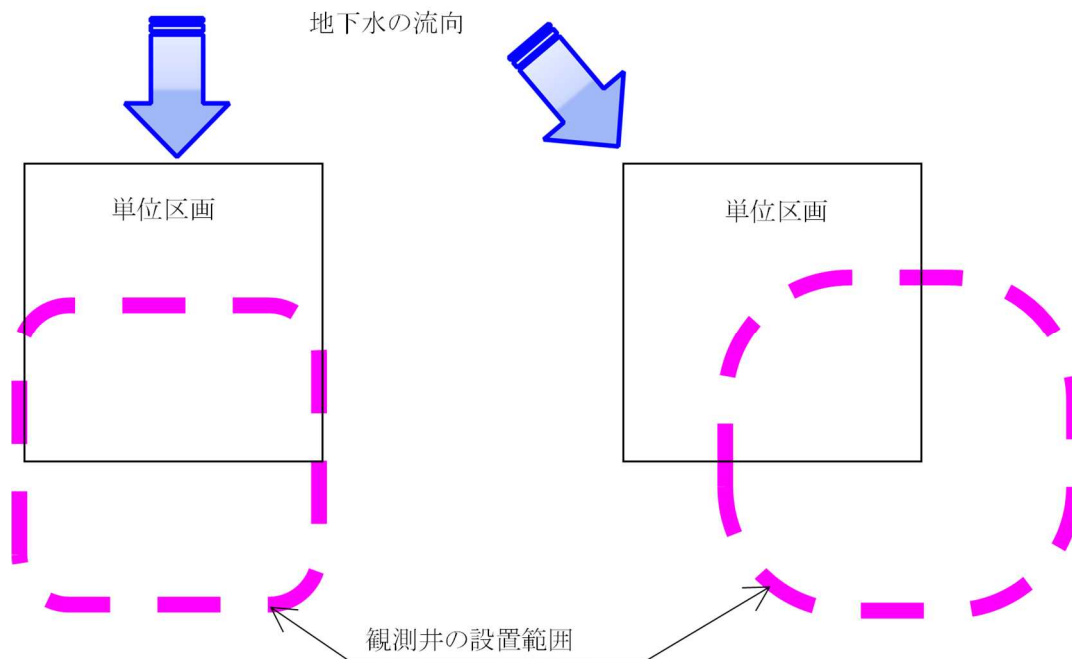 地下水の流向
単位区画
単位区画
観測井の設置範囲